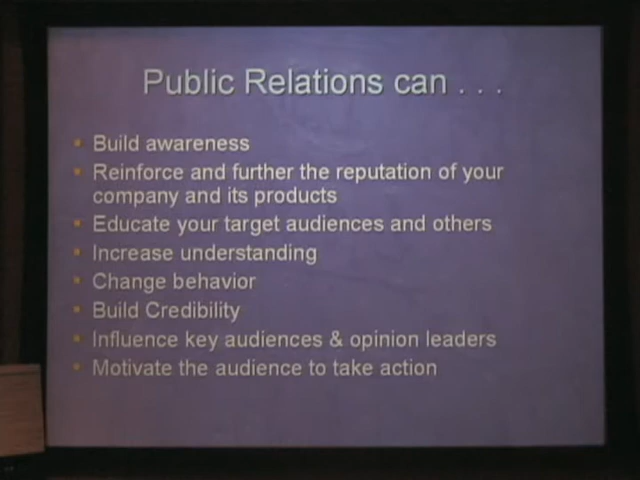 Public Relations can . . .
Build awareness
Reinforce and further the reputation of your
company and its products
Educate your target audiences and others
Increase understanding
Change behavior
Build Credibility
Influence key audiences & opinion leaders
Motivate the audience to take action